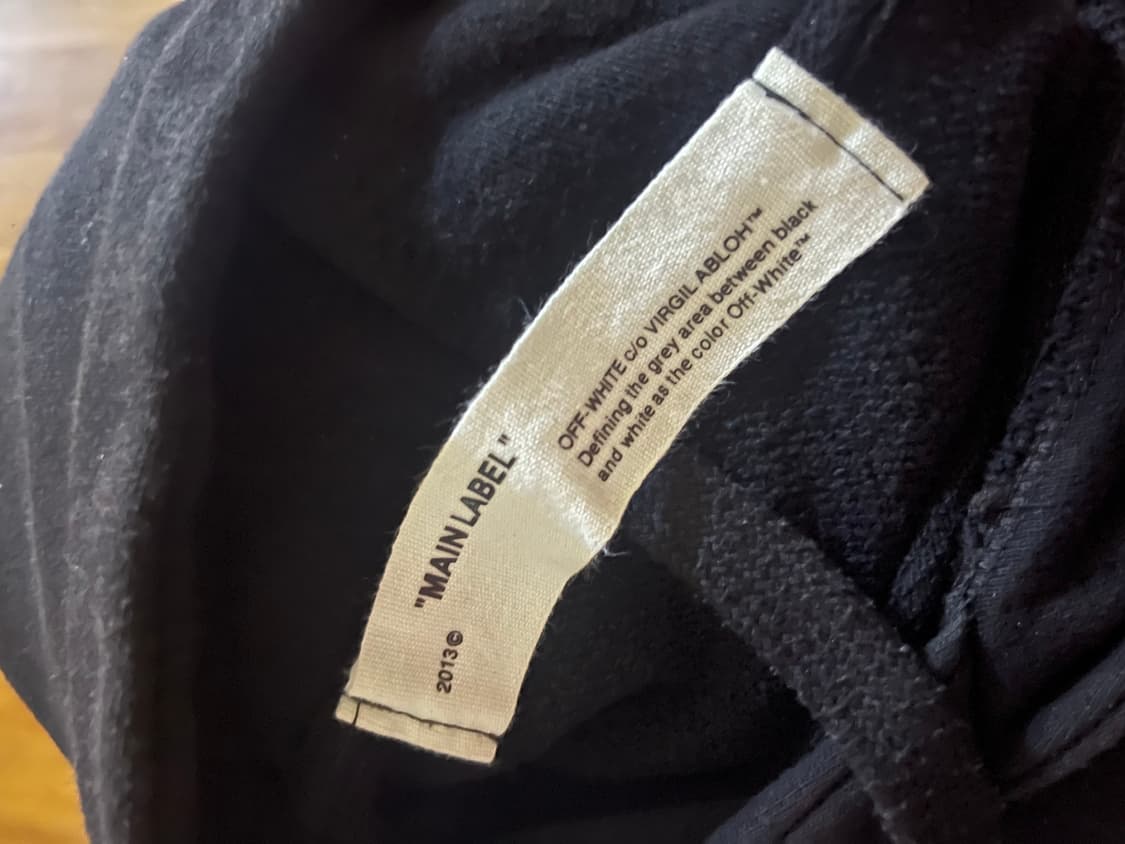 "MAIN LABEL"
2013©
OFF-WHITE c/o VIRGIL ABLOH™
Defining the grey area between black
and white as the color Off-White™